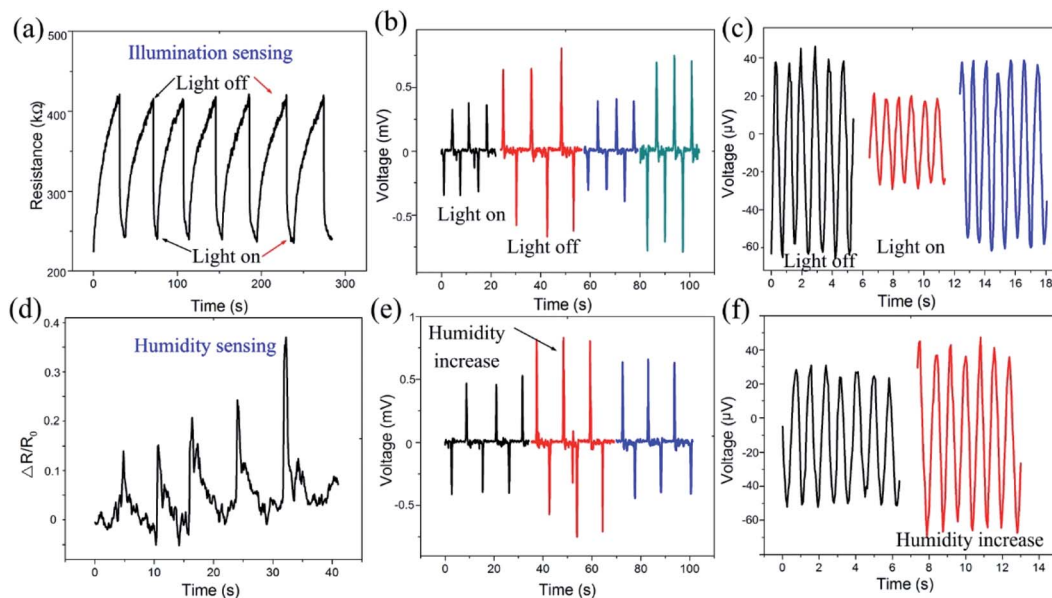 (a)
500
400
300
200
Resistance (kΩ)
Illumination sensing
Light off
Light on
0
50
100
150
200
250
300
Time (s)
(b)
0.5
0
0.5
Voltage (mV)
Light on
Light off
0
20
40
60
80
100
Time (s)
(c)
40
20
0
-20
-40
-60
Voltage (μV)
Light off
Light on
0
2
4
6
8
10
12
14
16
18
Time (s)
(d)
0.4
0.3
0.2
0.1
0
△R/R0
Humidity sensing
0
10
20
30
40
Time (s)
(e)
1
0.5
0
-0.5
Voltage (mV)
Humidity
increase
0
20
40
60
80
100
Time (s)
(f)
40
20
0
-20
-40
-60
Voltage (μV)
Humidity increase
0
2
4
6
8
10
12
14
Time (s)